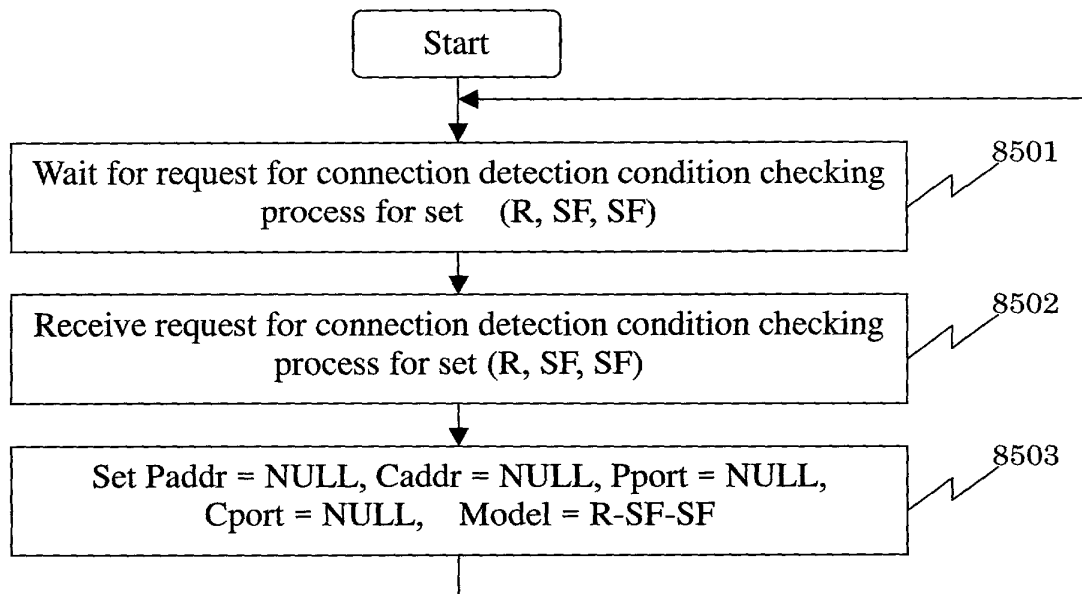 Start
Wait for request for connection detection condition checking
process for set (R, SF, SF)
8501
Receive request for connection detection condition checking
process for set (R, SF, SF)
8502
Set Paddr = NULL, Caddr = NULL, Pport = NULL,
Cport = NULL, Model = R-SF-SF
8503